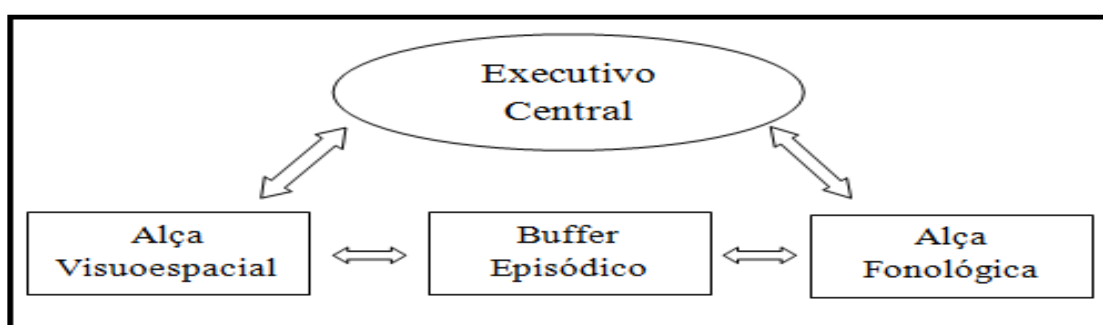 Executivo
Central
Alça
Visuoespacial
Buffer
Episódico
Alça
Fonológica